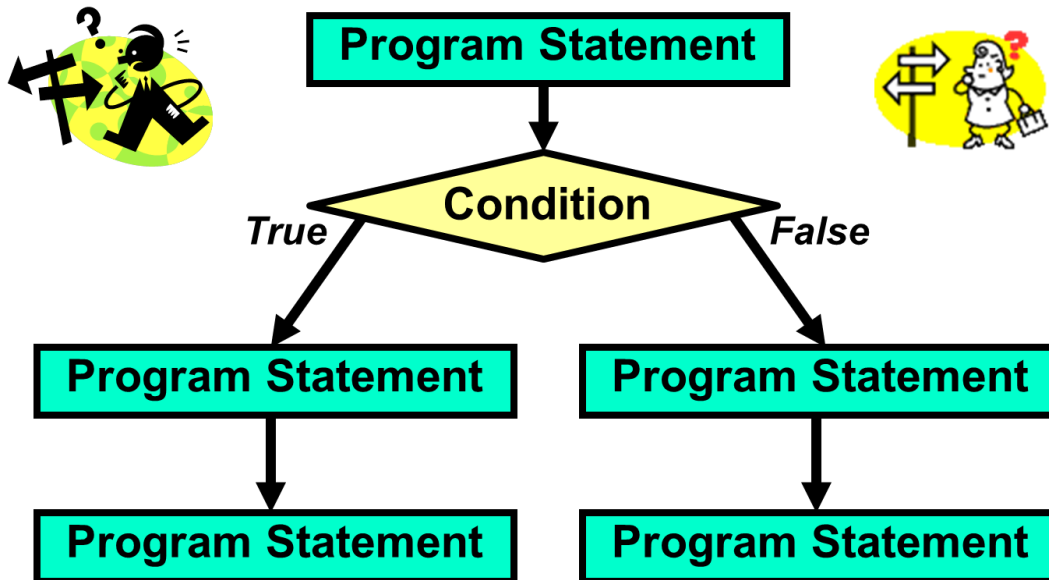 ?
?
Program Statement
Condition
True
False
Program Statement
Program Statement
Program Statement
Program Statement